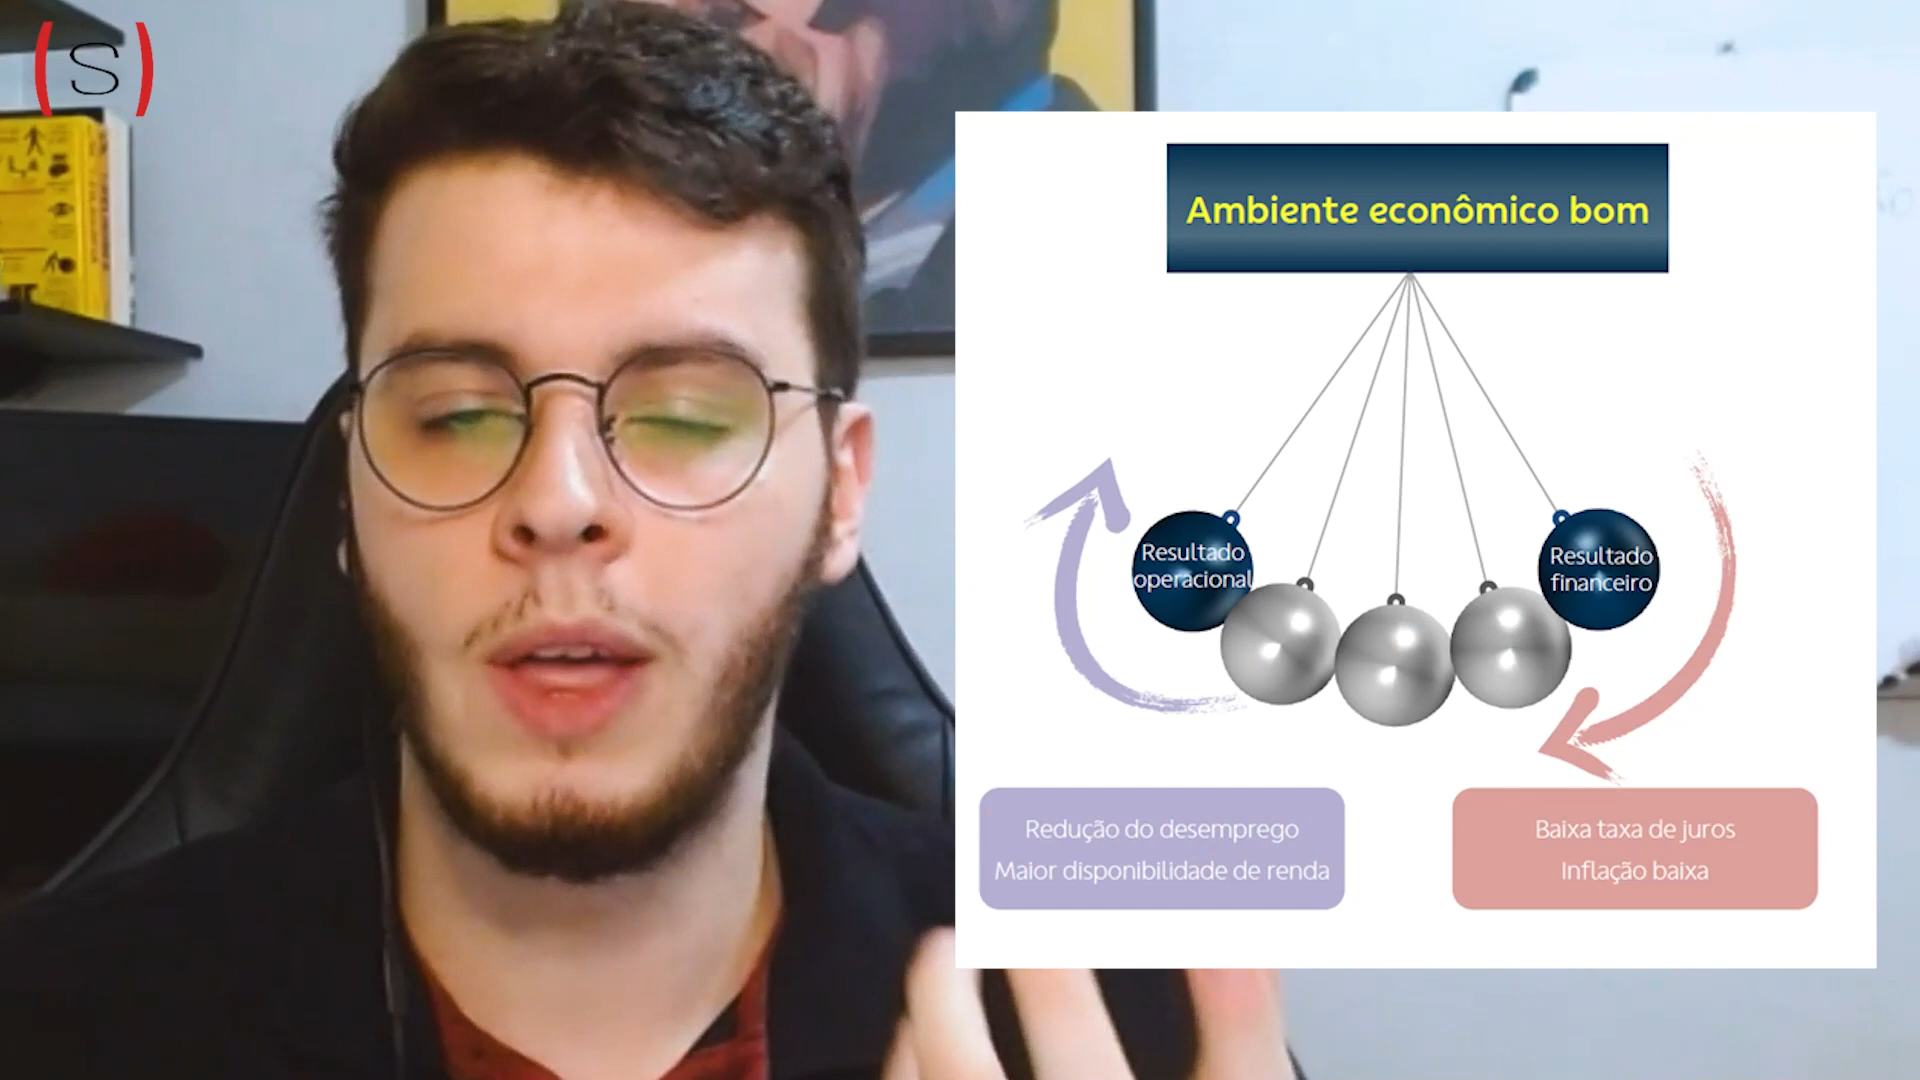 (S)
Ambiente econômico bom
Resultado
operacional
Resultado
financeiro
Redução do desemprego
Maior disponibilidade de renda
Baixa taxa de juros
Inflação baixa